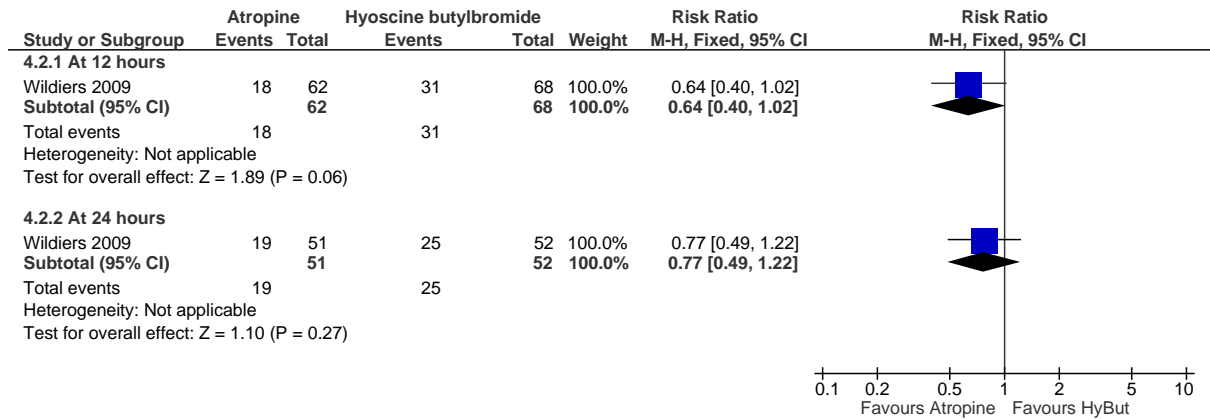 Atropine Hyoscine butylbromide Risk Ratio Risk Ratio
Study or Subgroup Events Total Events Total Weight M-H, Fixed, 95% CI M-H, Fixed, 95% CI
4.2.1 At 12 hours
Wildiers 2009 18 62 31 68 100.0% 0.64 [0.40, 1.02]
Subtotal (95% CI) 62 68 100.0% 0.64 [0.40, 1.02]
Total events 18 31
Heterogeneity: Not applicable
Test for overall effect: Z = 1.89 (P = 0.06)
4.2.2 At 24 hours
Wildiers 2009 19 51 25 52 100.0% 0.77 [0.49, 1.22]
Subtotal (95% CI) 51 52 100.0% 0.77 [0.49, 1.22]
Total events 19 25
Heterogeneity: Not applicable
Test for overall effect: Z = 1.10 (P = 0.27)
0.1 0.2 0.5 1 2 5 10
Favours Atropine Favours HyBut